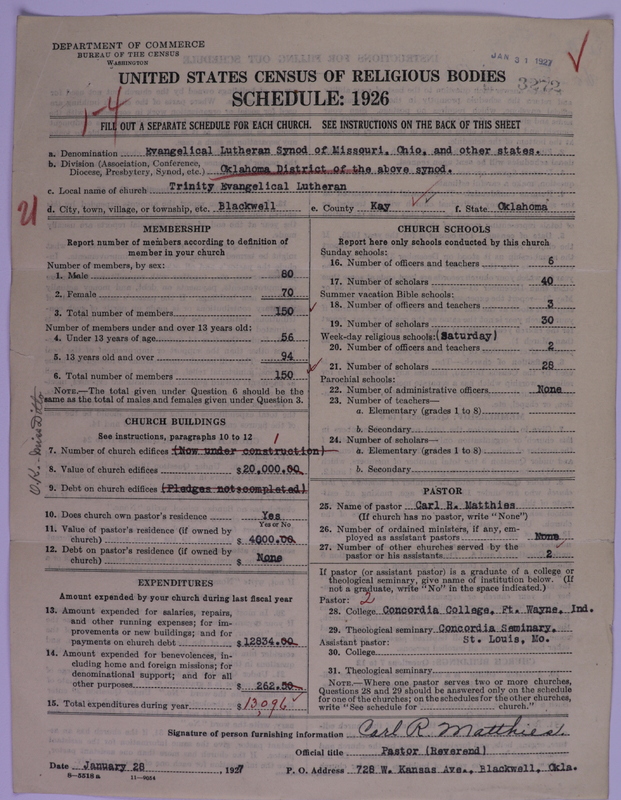 DEPARTMENT OF COMMERCE
BUREAU OF THE CENSUS
WASHINGTON
JAN 31 1927
3272
UNITED STATES CENSUS OF RELIGIOUS BODIES
SCHEDULE: 1926
1-4
FILL OUT A SEPARATE SCHEDULE FOR EACH CHURCH. SEE INSTRUCTIONS ON THE BACK OF THIS SHEET
a. Denomination Evangelical Lutheran Synod of Missouri, Ohio, and other states.
b. Division (Association, Conference, Diocese, Presbytery, Synod, etc.) Oklahoma District of the above synod.
c. Local name of church Trinity Evangelical Lutheran
21
d. City, town, village, or township, etc. Blackwell e. County Kay f. State Oklahoma
MEMBERSHIP
Report number of members according to definition of
member in your church
Number of members, by sex:
1. Male 80
2. Female 70
3. Total number of members 150
Number of members under and over 13 years old:
4. Under 13 years of age 56
5. 13 years old and over 94
6. Total number of members 150
NOTE.—The total given under Question 6 should be the
same as the total of males and females given under Question 3.
O.K.-Miss Ditto
CHURCH BUILDINGS
See instructions, paragraphs 10 to 12
1
7. Number of church edifices (Now under construction)
8. Value of church edifices $20,000.00
9. Debt on church edifices (Pledges not completed)
10. Does church own pastor's residence Yes
Yes or No
11. Value of pastor's residence (if owned by
church) $ 4000.00
12. Debt on pastor's residence (if owned by
church) $ None
EXPENDITURES
Amount expended by your church during last fiscal year
13. Amount expended for salaries, repairs,
and other running expenses; for im-
provements or new buildings; and for
payments on church debt $12834.00
14. Amount expended for benevolences, in-
cluding home and foreign missions; for
denominational support; and for all
other purposes $ 262.50
15. Total expenditures during year $13,096
CHURCH SCHOOLS
Report here only schools conducted by this church
Sunday schools:
16. Number of officers and teachers 6
17. Number of scholars 40
Summer vacation Bible schools:
18. Number of officers and teachers 3
19. Number of scholars 30
Week-day religious schools:(Saturday)
20. Number of officers and teachers 2
21. Number of scholars 28
Parochial schools:
22. Number of administrative officers None
23. Number of teachers—
a. Elementary (grades 1 to 8)
b. Secondary
24. Number of scholars—
a. Elementary (grades 1 to 8)
b. Secondary
PASTOR
25. Name of pastor Carl R. Matthies
(If church has no pastor, write "None")
26. Number of ordained ministers, if any, em-
ployed as assistant pastors None
27. Number of other churches served by the
pastor or his assistants 2
If pastor (or assistant pastor) is a graduate of a college or
theological seminary, give name of institution below. (If
not a graduate, write "No" in the space indicated.)
Pastor: 2
28. College Concordia College, Ft. Wayne, Ind.
29. Theological seminary Concordia Seminary.
Assistant pastor: St. Louis, Mo.
30. College
31. Theological seminary
NOTE.—Where one pastor serves two or more churches,
Questions 28 and 29 should be answered only on the schedule
for one of the churches; on the schedules for the other churches,
write "See schedule for church."
Signature of person furnishing information Carl R. Matthies.
Official title Pastor (Reverend)
Date January 28, 1927 P. O. Address 728 W. Kansas Ave., Blackwell, Okla.
8-5518a 11-9034